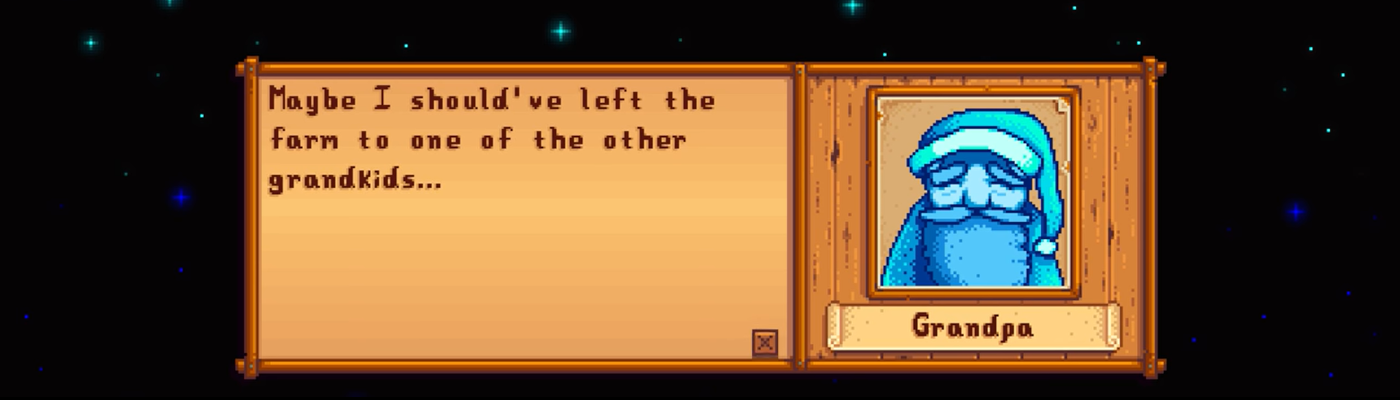 Maybe I should've left the
farm to one of the other
grandkids...
Grandpa